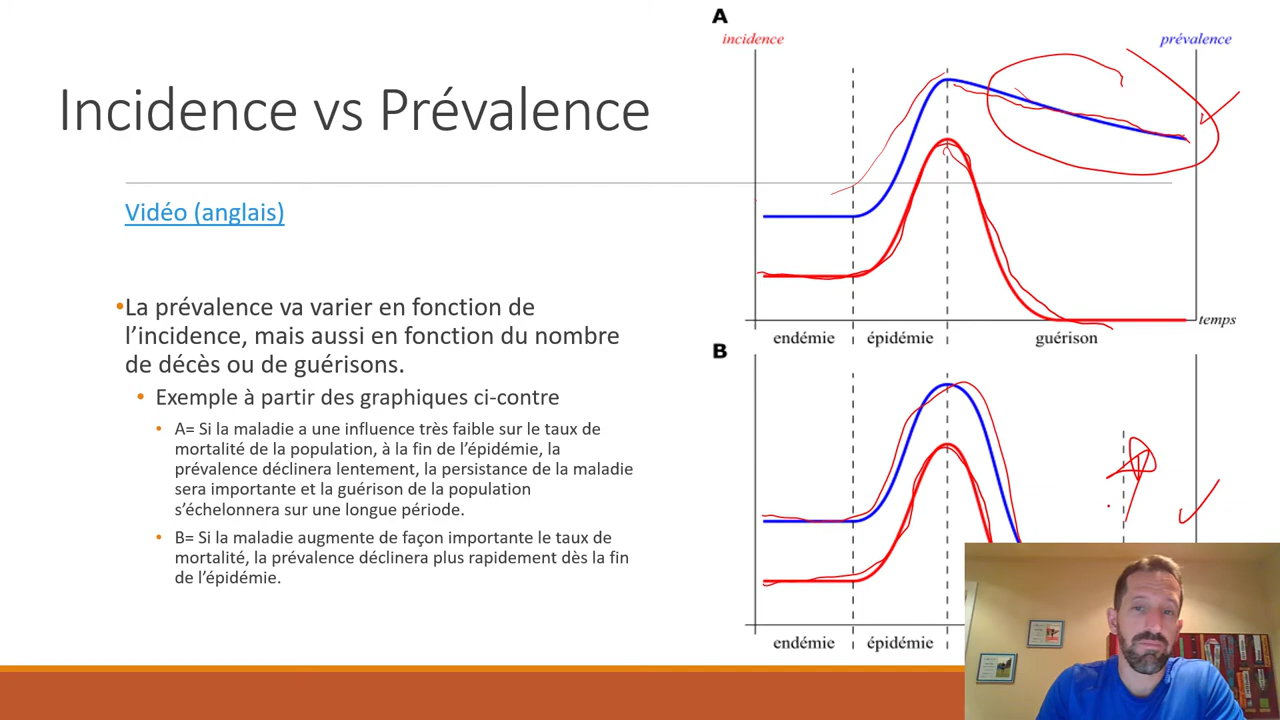 Incidence vs Prévalence
Vidéo (anglais)
•La prévalence va varier en fonction de
l’incidence, mais aussi en fonction du nombre
de décès ou de guérisons.
• Exemple à partir des graphiques ci-contre
• A= Si la maladie a une influence très faible sur le taux de
mortalité de la population, à la fin de l’épidémie, la
prévalence déclinera lentement, la persistance de la maladie
sera importante et la guérison de la population
s’échelonnera sur une longue période.
• B= Si la maladie augmente de façon importante le taux de
mortalité, la prévalence déclinera plus rapidement dès la fin
de l’épidémie.
A
incidence
prévalence
temps
endémie
épidémie
guérison
B
endémie
épidémie